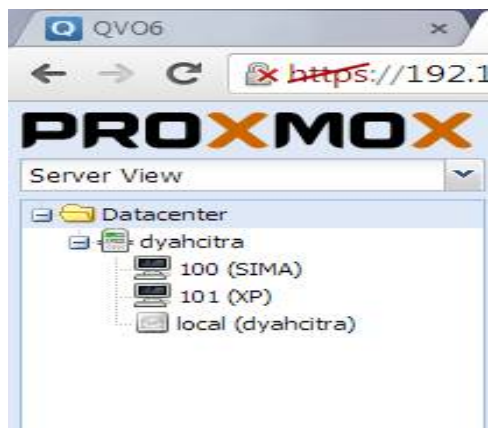 QVO6
https://192.1
PROXMOX
Server View
Datacenter
dyahcitra
100 (SIMA)
101 (XP)
local (dyahcitra)